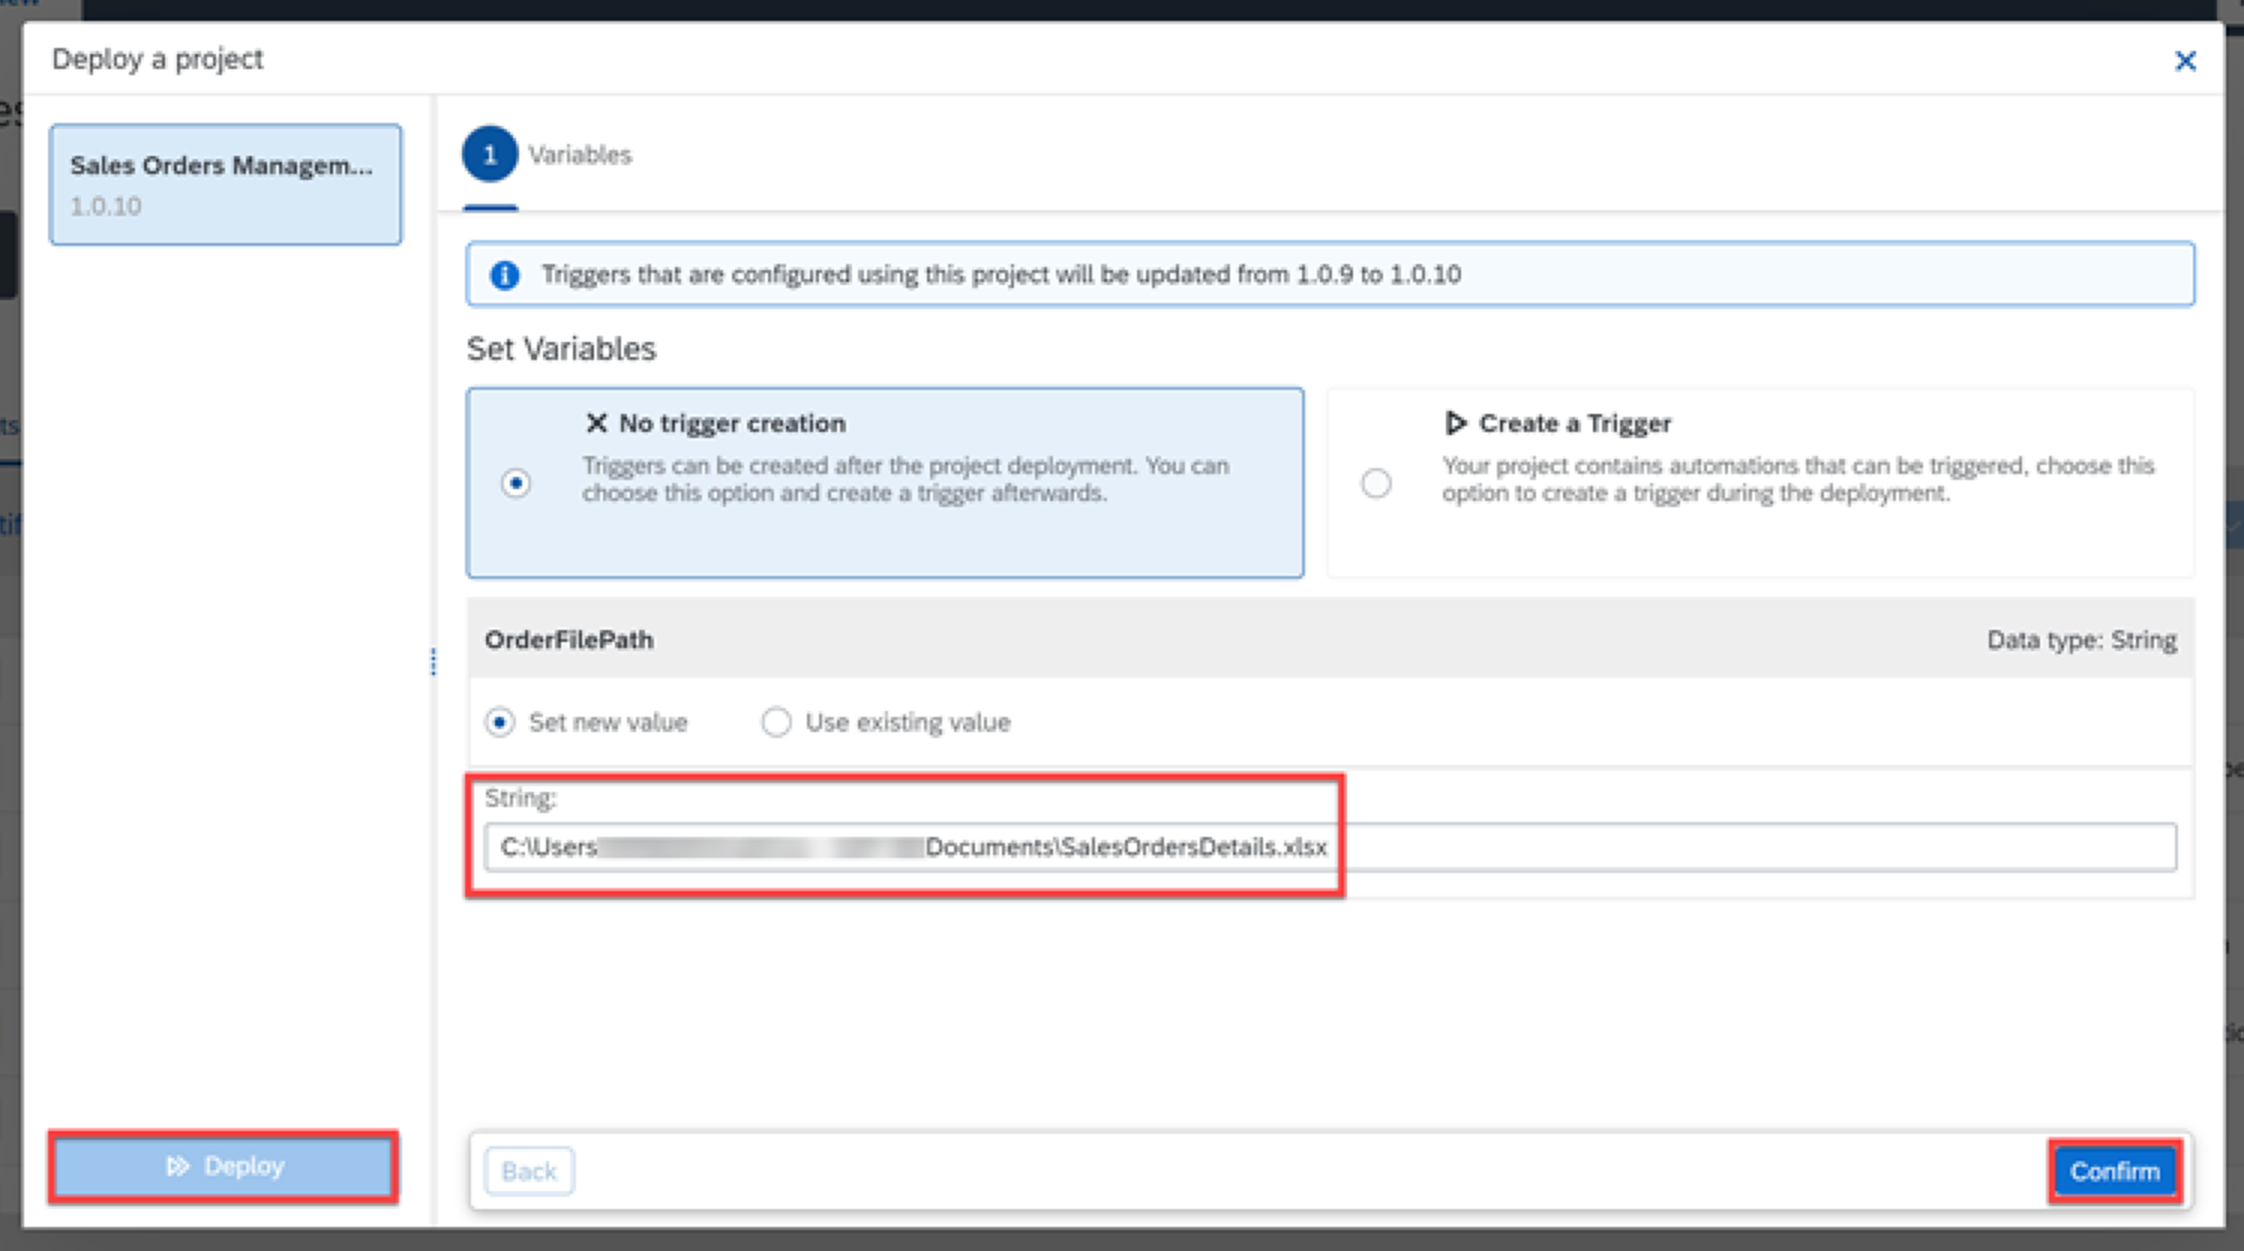 Deploy a project
Sales Orders Managem...
1.0.10
1 Variables
Triggers that are configured using this project will be updated from 1.0.9 to 1.0.10
Set Variables
No trigger creation
Triggers can be created after the project deployment. You can
choose this option and create a trigger afterwards.
Create a Trigger
Your project contains automations that can be triggered, choose this
option to create a trigger during the deployment.
OrderFilePath
Data type: String
Set new value
Use existing value
String:
C:\Users Documents\SalesOrdersDetails.xlsx
Deploy
Back
Confirm